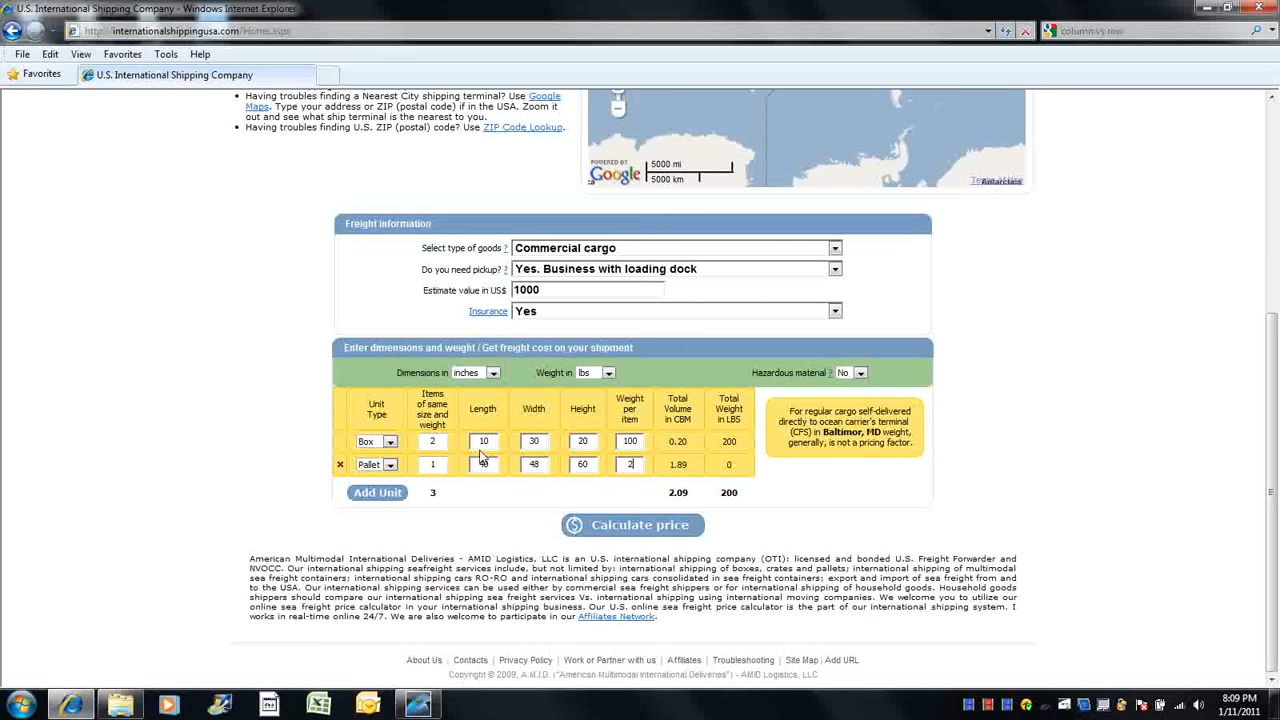 U.S. International Shipping Company - Windows Internet Explorer
http://internationalshippingusa.com/Home.aspx
column vs row
File Edit View Favorites Tools Help
Favorites
U.S. International Shipping Company
Having troubles finding a Nearest City shipping terminal? Use Google
Maps. Type your address or ZIP (postal code) if in the USA. Zoom it
out and see what ship terminal is the nearest to you.
Having troubles finding U.S. ZIP (postal) code? Use ZIP Code Lookup.
POWERED BY
Google
5000 mi
5000 km
Antarctica
Freight information
Select type of goods ? Commercial cargo
Do you need pickup? ? Yes. Business with loading dock
Estimate value in US$ 1000
Insurance Yes
Enter dimensions and weight / Get freight cost on your shipment
Dimensions in inches Weight in lbs Hazardous material ? No
Unit Type Items of same size and weight Length Width Height Weight per item Total Volume in CBM Total Weight in LBS
Box 2 10 30 20 100 0.20 200
Pallet 1 48 60 2 1.89 0
Add Unit 3 2.09 200
For regular cargo self-delivered
directly to ocean carrier's terminal
(CFS) in Baltimor, MD weight,
generally, is not a pricing factor.
Calculate price
American Multimodal International Deliveries - AMID Logistics, LLC is an U.S. international shipping company (OTI): licensed and bonded U.S. Freight Forwarder and
NVOCC. Our international shipping seafreight services include, but not limited by: international shipping of boxes, crates and pallets; international shipping of multimodal
sea freight containers; international shipping cars RO-RO and international shipping cars consolidated in sea freight containers; export and import of sea freight from and
to the USA. Our international shipping services can be used either by commercial sea freight shippers or for international shipping of household goods. Household goods
shippers should compare our international shipping sea freight services Vs. international shipping using international moving companies. We welcome you to utilize our
online sea freight price calculator in your international shipping business. Our U.S. online sea freight price calculator is the part of our international shipping system. I
works in real-time online 24/7. We are also welcome to participate in our Affiliates Network.
About Us Contacts Privacy Policy Work or Partner with us Affiliates Troubleshooting Site Map Add URL
Copyright © 2009, A.M.I.D. ("American Multimodal International Deliveries") - AMID Logistics, LLC
8:09 PM
1/11/2011